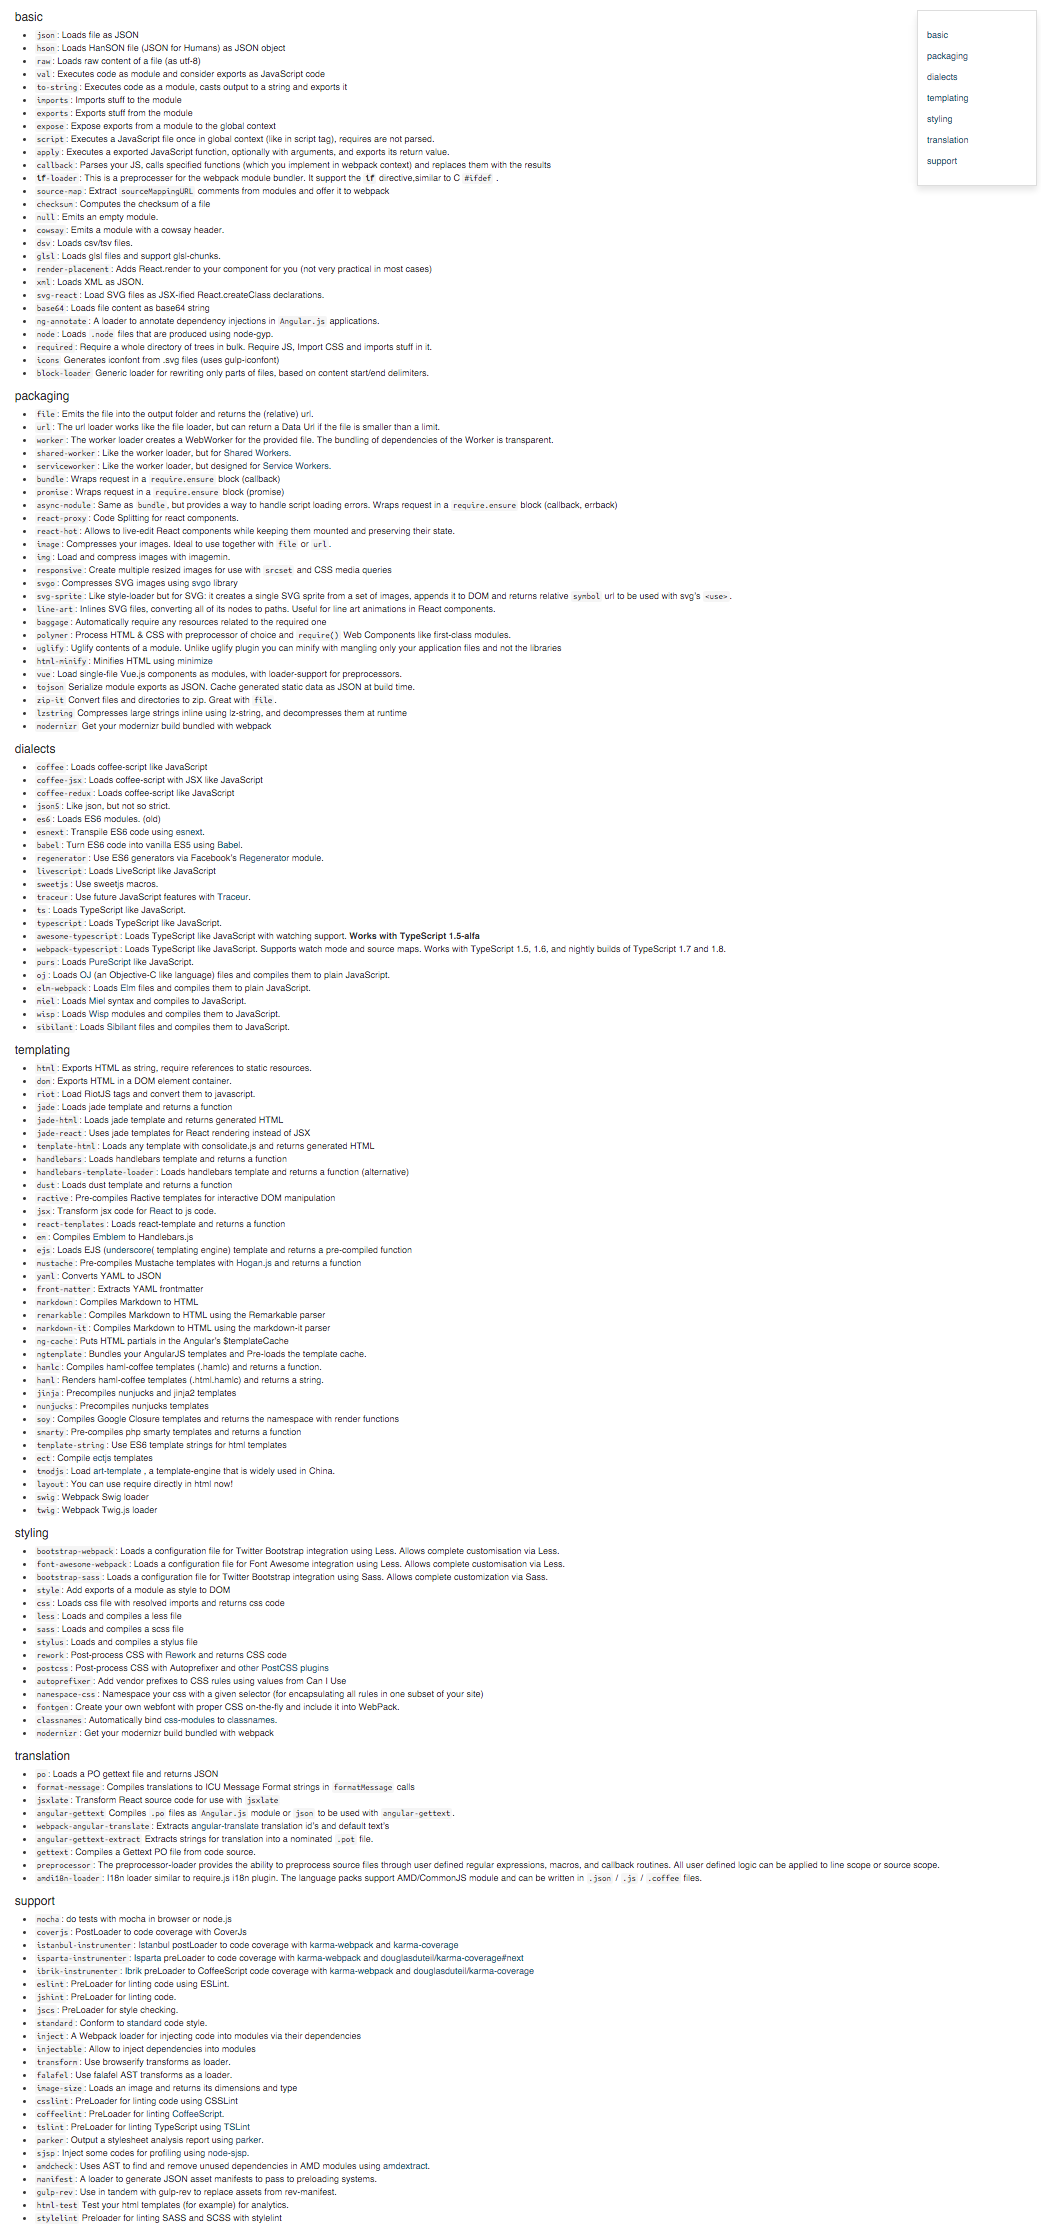 basic
json : Loads file as JSON
hson : Loads HanSON file (JSON for Humans) as JSON object
raw : Loads raw content of a file (as utf-8)
val : Executes code as module and consider exports as JavaScript code
to-string : Executes code as a module, casts output to a string and exports it
imports : Imports stuff to the module
exports : Exports stuff from the module
expose : Expose exports from a module to the global context
script : Executes a JavaScript file once in global context (like in script tag), requires are not parsed.
apply : Executes a exported JavaScript function, optionally with arguments, and exports its return value.
callback : Parses your JS, calls specified functions (which you implement in webpack context) and replaces them with the results
if-loader : This is a preprocesser for the webpack module bundler. It support the if directive,similar to C #ifdef .
source-map : Extract sourceMappingURL comments from modules and offer it to webpack
checksum : Computes the checksum of a file
null : Emits an empty module.
cowsay : Emits a module with a cowsay header.
dsv : Loads csv/tsv files.
glsl : Loads glsl files and support glsl-chunks.
render-placement : Adds React.render to your component for you (not very practical in most cases)
xml : Loads XML as JSON.
svg-react : Load SVG files as JSX-ified React.createClass declarations.
base64 : Loads file content as base64 string
ng-annotate : A loader to annotate dependency injections in Angular.js applications.
node : Loads .node files that are produced using node-gyp.
required : Require a whole directory of trees in bulk. Require JS, Import CSS and imports stuff in it.
icons Generates iconfont from .svg files (uses gulp-iconfont)
block-loader Generic loader for rewriting only parts of files, based on content start/end delimiters.
packaging
file : Emits the file into the output folder and returns the (relative) url.
url : The url loader works like the file loader, but can return a Data Url if the file is smaller than a limit.
worker : The worker loader creates a WebWorker for the provided file. The bundling of dependencies of the Worker is transparent.
shared-worker : Like the worker loader, but for Shared Workers.
serviceworker : Like the worker loader, but designed for Service Workers.
bundle : Wraps request in a require.ensure block (callback)
promise : Wraps request in a require.ensure block (promise)
async-module : Same as bundle , but provides a way to handle script loading errors. Wraps request in a require.ensure block (callback, errback)
react-proxy : Code Splitting for react components.
react-hot : Allows to live-edit React components while keeping them mounted and preserving their state.
image : Compresses your images. Ideal to use together with file or url .
img : Load and compress images with imagemin.
responsive : Create multiple resized images for use with srcset and CSS media queries
svgo : Compresses SVG images using svgo library
svg-sprite : Like style-loader but for SVG: it creates a single SVG sprite from a set of images, appends it to DOM and returns relative symbol url to be used with svg's <use> .
line-art : Inlines SVG files, converting all of its nodes to paths. Useful for line art animations in React components.
baggage : Automatically require any resources related to the required one
polymer : Process HTML & CSS with preprocessor of choice and require() Web Components like first-class modules.
uglify : Uglify contents of a module. Unlike uglify plugin you can minify with mangling only your application files and not the libraries
html-minify : Minifies HTML using minimize
vue : Load single-file Vue.js components as modules, with loader-support for preprocessors.
tojson Serialize module exports as JSON. Cache generated static data as JSON at build time.
zip-it Convert files and directories to zip. Great with file .
lzstring Compresses large strings inline using lz-string, and decompresses them at runtime
modernizr Get your modernizr build bundled with webpack
dialects
coffee : Loads coffee-script like JavaScript
coffee-jsx : Loads coffee-script with JSX like JavaScript
coffee-redux : Loads coffee-script like JavaScript
json5 : Like json, but not so strict.
es6 : Loads ES6 modules. (old)
esnext : Transpile ES6 code using esnext.
babel : Turn ES6 code into vanilla ES5 using Babel.
regenerator : Use ES6 generators via Facebook's Regenerator module.
livescript : Loads LiveScript like JavaScript
sweetjs : Use sweetjs macros.
traceur : Use future JavaScript features with Traceur.
ts : Loads TypeScript like JavaScript.
typescript : Loads TypeScript like JavaScript.
awesome-typescript : Loads TypeScript like JavaScript with watching support. Works with TypeScript 1.5-alfa
webpack-typescript : Loads TypeScript like JavaScript. Supports watch mode and source maps. Works with TypeScript 1.5, 1.6, and nightly builds of TypeScript 1.7 and 1.8.
purs : Loads PureScript like JavaScript.
oj : Loads OJ (an Objective-C like language) files and compiles them to plain JavaScript.
elm-webpack : Loads Elm files and compiles them to plain JavaScript.
miel : Loads Miel syntax and compiles to JavaScript.
wisp : Loads Wisp modules and compiles them to JavaScript.
sibilant : Loads Sibilant files and compiles them to JavaScript.
templating
html : Exports HTML as string, require references to static resources.
dom : Exports HTML in a DOM element container.
riot : Load RiotJS tags and convert them to javascript.
jade : Loads jade template and returns a function
jade-html : Loads jade template and returns generated HTML
jade-react : Uses jade templates for React rendering instead of JSX
template-html : Loads any template with consolidate.js and returns generated HTML
handlebars : Loads handlebars template and returns a function
handlebars-template-loader : Loads handlebars template and returns a function (alternative)
dust : Loads dust template and returns a function
ractive : Pre-compiles Ractive templates for interactive DOM manipulation
jsx : Transform jsx code for React to js code.
react-templates : Loads react-template and returns a function
em : Compiles Emblem to Handlebars.js
ejs : Loads EJS (underscore( templating engine) template and returns a pre-compiled function
mustache : Pre-compiles Mustache templates with Hogan.js and returns a function
yaml : Converts YAML to JSON
front-matter : Extracts YAML frontmatter
markdown : Compiles Markdown to HTML
remarkable : Compiles Markdown to HTML using the Remarkable parser
markdown-it : Compiles Markdown to HTML using the markdown-it parser
ng-cache : Puts HTML partials in the Angular's $templateCache
ngtemplate : Bundles your AngularJS templates and Pre-loads the template cache.
hamlc : Compiles haml-coffee templates (.hamlc) and returns a function.
haml : Renders haml-coffee templates (.html.hamlc) and returns a string.
jinja : Precompiles nunjucks and jinja2 templates
nunjucks : Precompiles nunjucks templates
soy : Compiles Google Closure templates and returns the namespace with render functions
smarty : Pre-compiles php smarty templates and returns a function
template-string : Use ES6 template strings for html templates
ect : Compile ectjs templates
tmodjs : Load art-template , a template-engine that is widely used in China.
layout : You can use require directly in html now!
swig : Webpack Swig loader
twig : Webpack Twig.js loader
styling
bootstrap-webpack : Loads a configuration file for Twitter Bootstrap integration using Less. Allows complete customisation via Less.
font-awesome-webpack : Loads a configuration file for Font Awesome integration using Less. Allows complete customisation via Less.
bootstrap-sass : Loads a configuration file for Twitter Bootstrap integration using Sass. Allows complete customization via Sass.
style : Add exports of a module as style to DOM
css : Loads css file with resolved imports and returns css code
less : Loads and compiles a less file
sass : Loads and compiles a scss file
stylus : Loads and compiles a stylus file
rework : Post-process CSS with Rework and returns CSS code
postcss : Post-process CSS with Autoprefixer and other PostCSS plugins
autoprefixer : Add vendor prefixes to CSS rules using values from Can I Use
namespace-css : Namespace your css with a given selector (for encapsulating all rules in one subset of your site)
fontgen : Create your own webfont with proper CSS on-the-fly and include it into WebPack.
classnames : Automatically bind css-modules to classnames.
modernizr : Get your modernizr build bundled with webpack
translation
po : Loads a PO gettext file and returns JSON
format-message : Compiles translations to ICU Message Format strings in formatMessage calls
jsxlate : Transform React source code for use with jsxlate
angular-gettext Compiles .po files as Angular.js module or json to be used with angular-gettext .
webpack-angular-translate : Extracts angular-translate translation id's and default text's
angular-gettext-extract Extracts strings for translation into a nominated .pot file.
gettext : Compiles a Gettext PO file from code source.
preprocessor : The preprocessor-loader provides the ability to preprocess source files through user defined regular expressions, macros, and callback routines. All user defined logic can be applied to line scope or source scope.
amdi18n-loader : I18n loader similar to require.js i18n plugin. The language packs support AMD/CommonJS module and can be written in .json / .js / .coffee files.
support
mocha : do tests with mocha in browser or node.js
coverjs : PostLoader to code coverage with CoverJs
istanbul-instrumenter : Istanbul postLoader to code coverage with karma-webpack and karma-coverage
isparta-instrumenter : Isparta preLoader to code coverage with karma-webpack and douglasduteil/karma-coverage#next
ibrik-instrumenter : Ibrik preLoader to CoffeeScript code coverage with karma-webpack and douglasduteil/karma-coverage
eslint : PreLoader for linting code using ESLint.
jshint : PreLoader for linting code.
jscs : PreLoader for style checking.
standard : Conform to standard code style.
inject : A Webpack loader for injecting code into modules via their dependencies
injectable : Allow to inject dependencies into modules
transform : Use browserify transforms as loader.
falafel : Use falafel AST transforms as a loader.
image-size : Loads an image and returns its dimensions and type
csslint : PreLoader for linting code using CSSLint
coffeelint : PreLoader for linting CoffeeScript.
tslint : PreLoader for linting TypeScript using TSLint
parker : Output a stylesheet analysis report using parker.
sjsp : Inject some codes for profiling using node-sjsp.
amdcheck : Uses AST to find and remove unused dependencies in AMD modules using amdextract.
manifest : A loader to generate JSON asset manifests to pass to preloading systems.
gulp-rev : Use in tandem with gulp-rev to replace assets from rev-manifest.
html-test Test your html templates (for example) for analytics.
stylelint Preloader for linting SASS and SCSS with stylelint
basic
packaging
dialects
templating
styling
translation
support